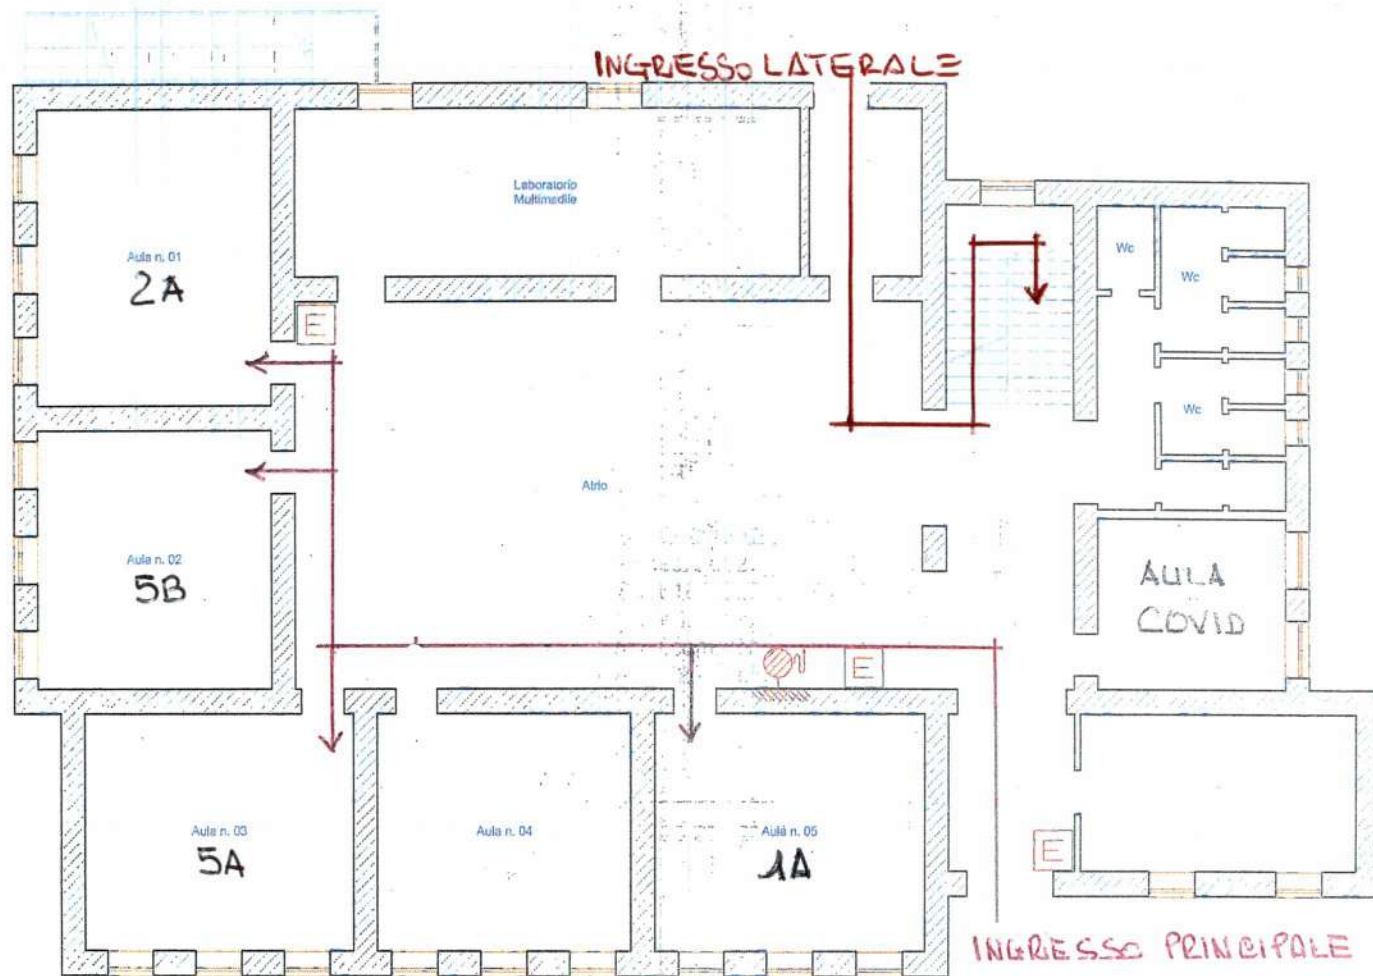 INGRESSO LATERALE
Laboratorio
Multimadile
Wc
Wc
Aula n. 01
2A
E
Wc
Atrio
Aula n. 02
5B
AULA
COVID
E
Aula n. 03
5A
Aula n. 04
Aula n. 05
1A
E
INGRESSO PRINCIPALE